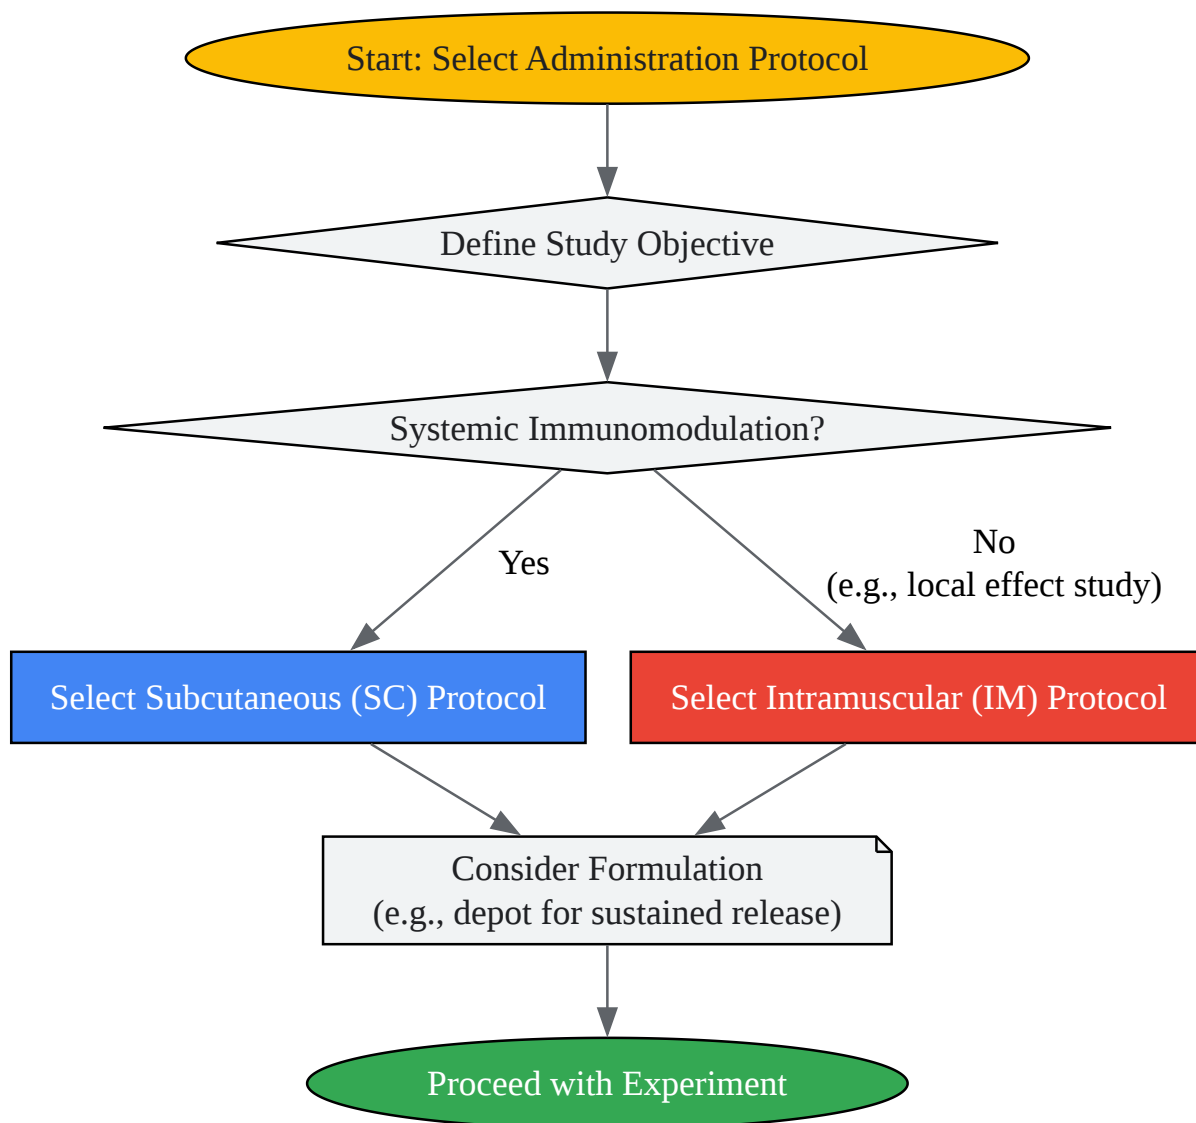 Start: Select Administration Protocol
Define Study Objective
Systemic Immunomodulation?
Yes
No
(e.g., local effect study)
Select Subcutaneous (SC) Protocol
Select Intramuscular (IM) Protocol
Consider Formulation
(e.g., depot for sustained release)
Proceed with Experiment